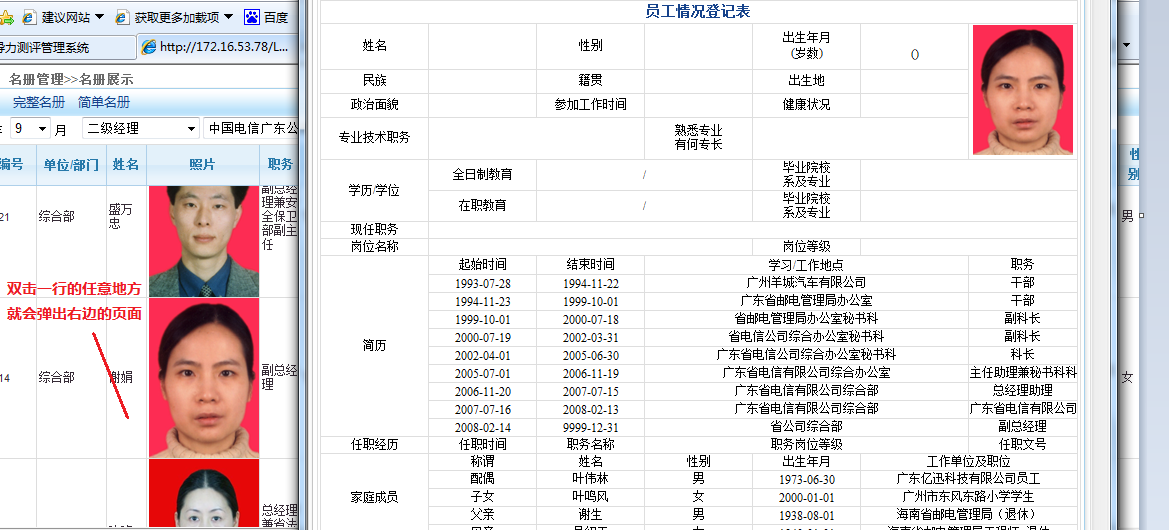 建议网站
获取更多加载项
百度
导力测评管理系统
http://172.16.53.78/L...
名册管理>>名册展示
完整名册 简单名册
9 月 二级经理 中国电信广东公
编号 单位/部门 姓名 照片 职务
21 综合部 盛万忠
副总经
理兼安
全保卫
部副主
任
男
双击一行的任意地方
就会弹出右边的页面
14 综合部 谢娟
副总经
理
女
总经理
兼省法
性
别
员工情况登记表
姓名 性别 出生年月
(岁数) ()
民族 籍贯 出生地
政治面貌 参加工作时间 健康状况
专业技术职务 熟悉专业
有何专长
学历/学位 全日制教育 / 毕业院校
系及专业
在职教育 / 毕业院校
系及专业
现任职务
岗位名称 岗位等级
简历
起始时间 结束时间 学习/工作地点 职务
1993-07-28 1994-11-22 广州羊城汽车有限公司 干部
1994-11-23 1999-10-01 广东省邮电管理局办公室 干部
1999-10-01 2000-07-18 省邮电管理局办公室秘书科 副科长
2000-07-19 2002-03-31 省电信公司综合办公室秘书科 副科长
2002-04-01 2005-06-30 广东省电信公司综合办公室秘书科 科长
2005-07-01 2006-11-19 广东省电信有限公司综合办公室 主任助理兼秘书科科
2006-11-20 2007-07-15 广东省电信有限公司综合部 总经理助理
2007-07-16 2008-02-13 广东省电信有限公司综合部 广东省电信有限公司
2008-02-14 9999-12-31 省公司综合部 副总经理
任职经历 任职时间 职务名称 职务岗位等级 任职文号
家庭成员
称谓 姓名 性别 出生年月 工作单位及职位
配偶 叶伟林 男 1973-06-30 广东亿迅科技有限公司员工
子女 叶鸣风 女 2000-01-01 广州市东风东路小学学生
父亲 谢生 男 1938-08-01 海南省邮电管理局（退休）